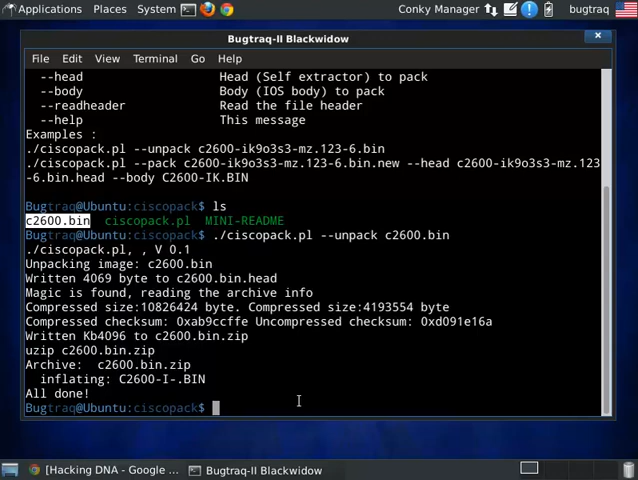 Applications Places System Conky Manager bugtraq
Bugtraq-II Blackwidow
File Edit View Terminal Go Help
--head Head (Self extractor) to pack
--body Body (IOS body) to pack
--readheader Read the file header
--help This message
Examples :
./ciscopack.pl --unpack c2600-ik9o3s3-mz.123-6.bin
./ciscopack.pl --pack c2600-ik9o3s3-mz.123-6.bin.new --head c2600-ik9o3s3-mz.123
-6.bin.head --body C2600-IK.BIN
Bugtraq@Ubuntu:ciscopack$ ls
c2600.bin ciscopack.pl MINI-README
Bugtraq@Ubuntu:ciscopack$ ./ciscopack.pl --unpack c2600.bin
./ciscopack.pl, , V 0.1
Unpacking image: c2600.bin
Written 4069 byte to c2600.bin.head
Magic is found, reading the archive info
Compressed size:10826424 byte. Compressed size:4193554 byte
Compressed checksum: 0xab9ccffe Uncompressed checksum: 0xd091e16a
Written Kb4096 to c2600.bin.zip
uzip c2600.bin.zip
Archive: c2600.bin.zip
inflating: C2600-I-.BIN
All done!
Bugtraq@Ubuntu:ciscopack$
[Hacking DNA - Google ... Bugtraq-II Blackwidow